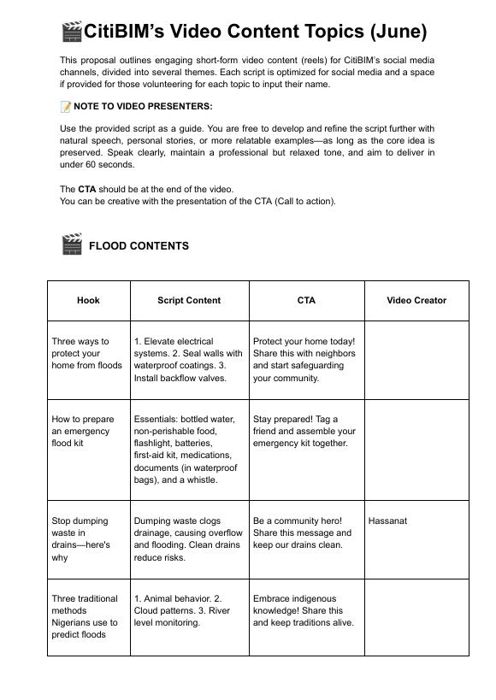 🎬CitiBIM's Video Content Topics (June)
This proposal outlines engaging short-form video content (reels) for CitiBIM's social media
channels, divided into several themes. Each script is optimized for social media and a space
if provided for those volunteering for each topic to input their name.
📝 NOTE TO VIDEO PRESENTERS:
Use the provided script as a guide. You are free to develop and refine the script further with
natural speech, personal stories, or more relatable examples—as long as the core idea is
preserved. Speak clearly, maintain a professional but relaxed tone, and aim to deliver in
under 60 seconds.
The CTA should be at the end of the video.
You can be creative with the presentation of the CTA (Call to action).
🎬 FLOOD CONTENTS
Hook
Script Content
CTA
Video Creator
Three ways to
protect your
home from floods
1. Elevate electrical
systems. 2. Seal walls with
waterproof coatings. 3.
Install backflow valves.
Protect your home today!
Share this with neighbors
and start safeguarding
your community.
How to prepare
an emergency
flood kit
Essentials: bottled water,
non-perishable food,
flashlight, batteries,
first-aid kit, medications,
documents (in waterproof
bags), and a whistle.
Stay prepared! Tag a
friend and assemble your
emergency kit together.
Stop dumping
waste in
drains—here's
why
Dumping waste clogs
drainage, causing overflow
and flooding. Clean drains
reduce risks.
Be a community hero!
Share this message and
keep our drains clean.
Hassanat
Three traditional
methods
Nigerians use to
predict floods
1. Animal behavior. 2.
Cloud patterns. 3. River
level monitoring.
Embrace indigenous
knowledge! Share this
and keep traditions alive.